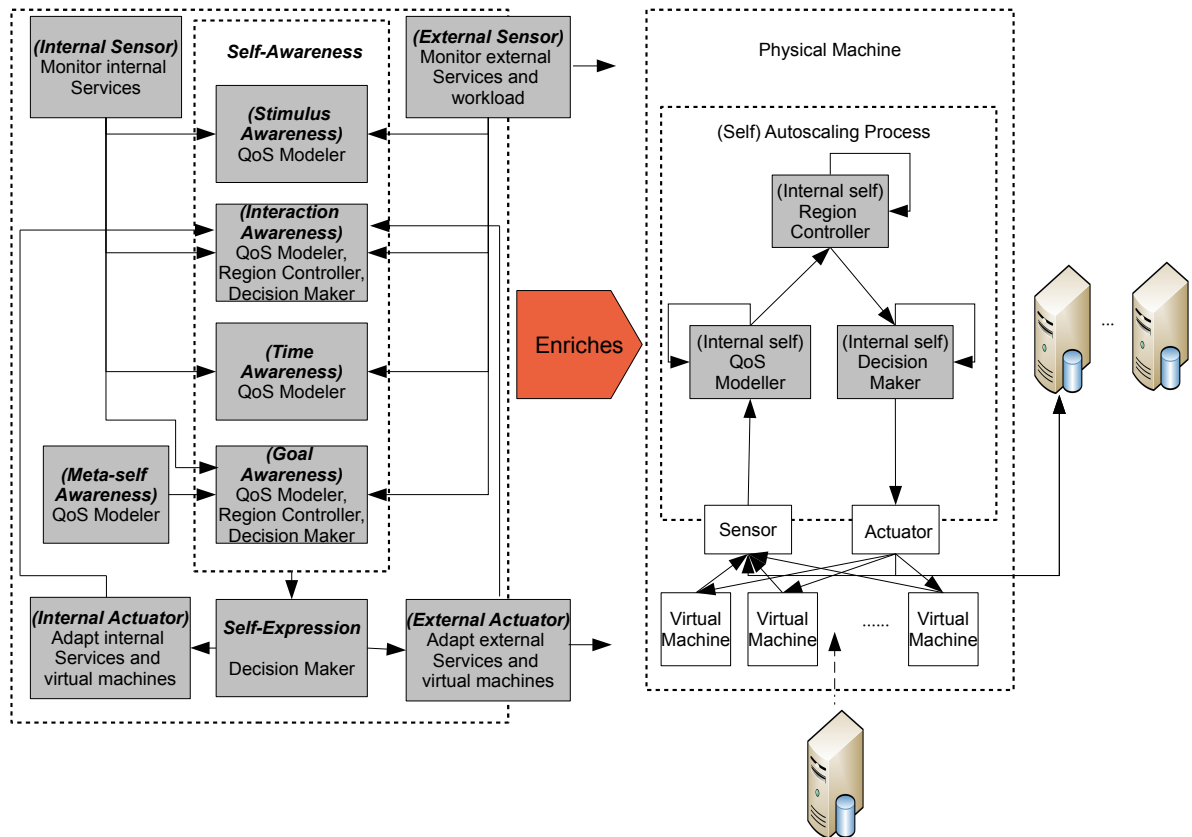 (Internal Sensor)
Monitor internal
Services
Self-Awareness
(External Sensor)
Monitor external
Services and
workload
(Stimulus
Awareness)
QoS Modeler
(Interaction
Awareness)
QoS Modeler,
Region Controller,
Decision Maker
(Time
Awareness)
QoS Modeler
(Meta-self
Awareness)
QoS Modeler
(Goal
Awareness)
QoS Modeler,
Region Controller,
Decision Maker
(Internal Actuator)
Adapt internal
Services and
virtual machines
Self-Expression
Decision Maker
(External Actuator)
Adapt external
Services and
virtual machines
Enriches
Physical Machine
(Self) Autoscaling Process
(Internal self)
Region
Controller
(Internal self)
QoS
Modeller
(Internal self)
Decision
Maker
...
Sensor
Actuator
Virtual
Machine
Virtual
Machine
......
Virtual
Machine